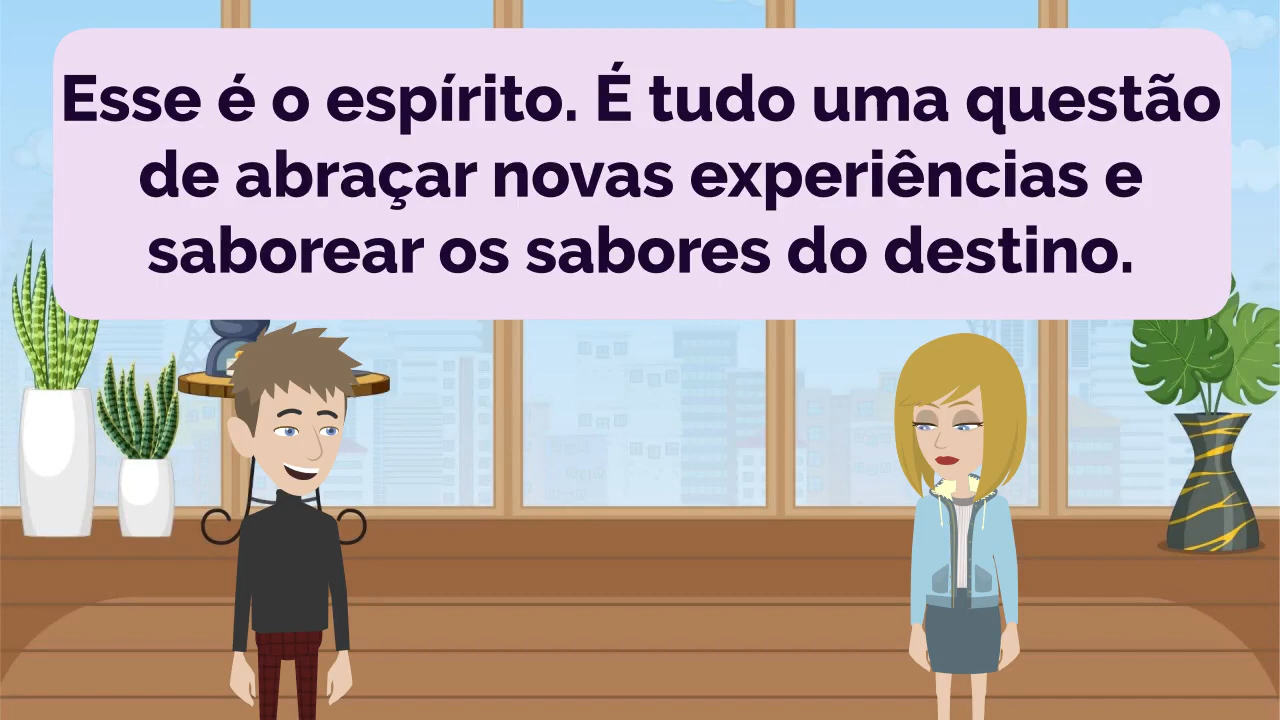 Esse é o espírito. É tudo uma questão
de abraçar novas experiências e
saborear os sabores do destino.